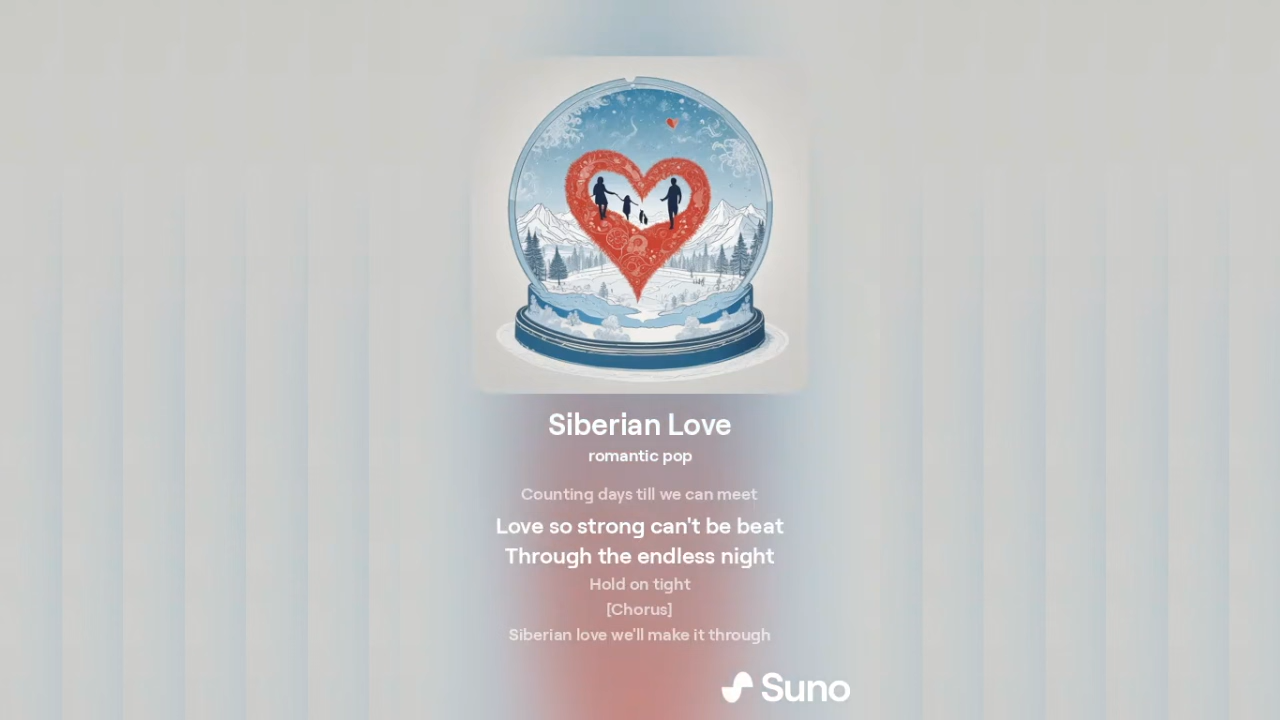 Siberian Love
romantic pop
Counting days till we can meet
Love so strong can't be beat
Through the endless night
Hold on tight
[Chorus]
Siberian love we'll make it through
Suno